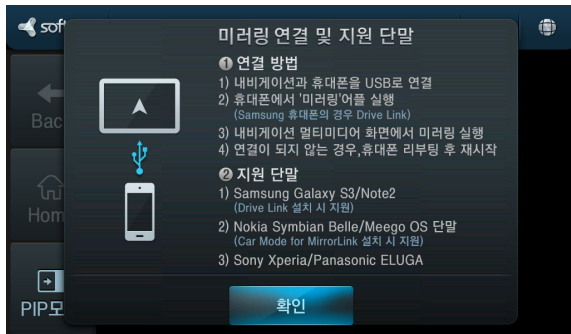 sof
Bac
Hom
PIP모
미러링 연결 및 지원 단말
❶ 연결 방법
1) 내비게이션과 휴대폰을 USB로 연결
2) 휴대폰에서 '미러링'어플 실행
(Samsung 휴대폰의 경우 Drive Link)
3) 내비게이션 멀티미디어 화면에서 미러링 실행
4) 연결이 되지 않는 경우,휴대폰 리부팅 후 재시작
❷ 지원 단말
1) Samsung Galaxy S3/Note2
(Drive Link 설치 시 지원)
2) Nokia Symbian Belle/Meego OS 단말
(Car Mode for MirrorLink 설치 시 지원)
3) Sony Xperia/Panasonic ELUGA
확인